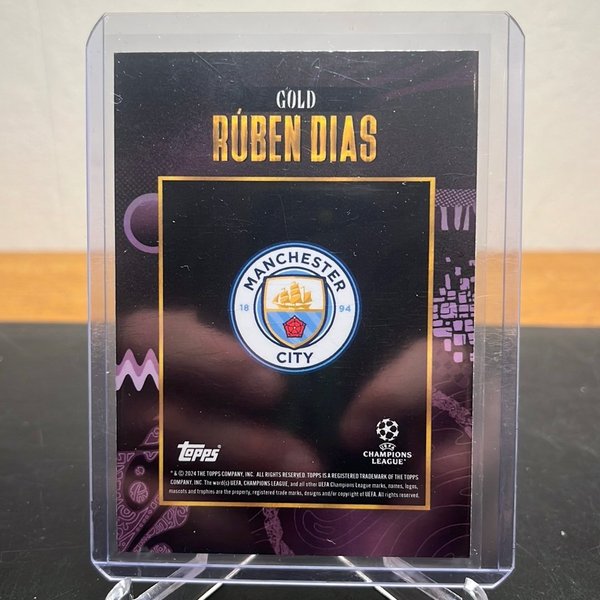 GOLD
RÚBEN DIAS
MANCHESTER
18 94
CITY
Topps®
UEFA
CHAMPIONS
LEAGUE®
® & © 2024 THE TOPPS COMPANY, INC. ALL RIGHTS RESERVED. TOPPS IS A REGISTERED TRADEMARK OF THE TOPPS
COMPANY, INC. The word(s) UEFA, CHAMPIONS LEAGUE, and all other UEFA Champions League marks, names, logos,
mascots and trophies are the property, registered trade marks, designs and/or copyright of UEFA. All rights reserved.